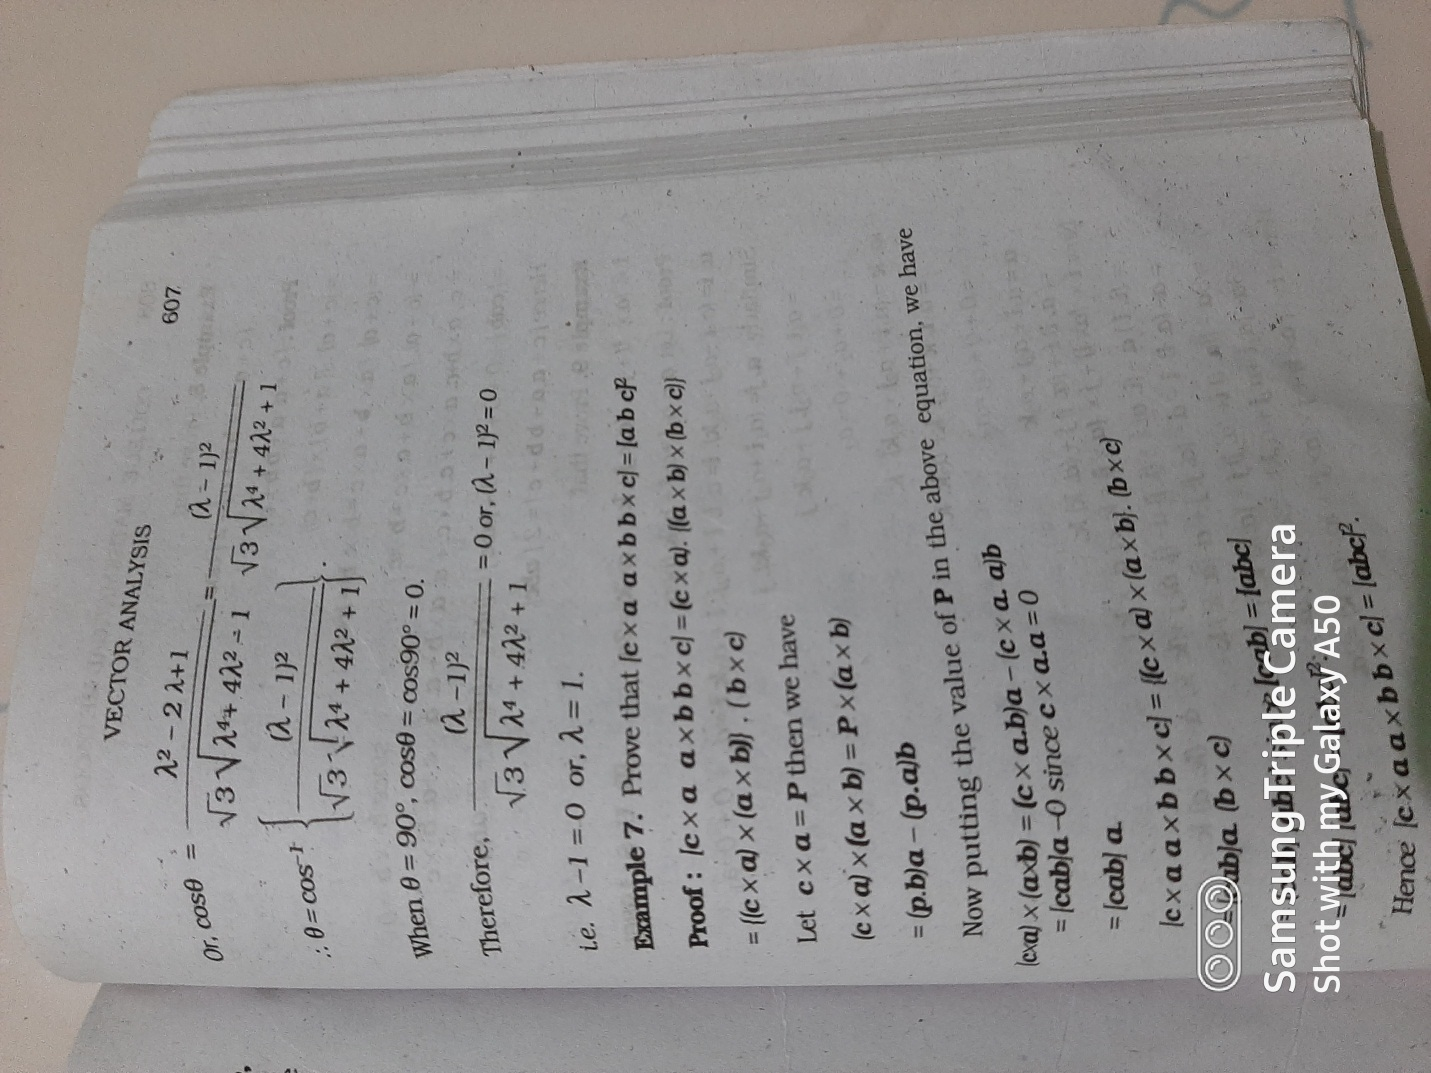 VECTOR ANALYSIS 607
Or, cosθ = λ² − 2 λ+1 / √3 √λ⁴+ 4λ² + 1 = (λ − 1)² / √3 √λ⁴ + 4λ² + 1
∴ θ = cos⁻¹ { (λ − 1)² / √3 √λ⁴ + 4λ² + 1 }.
When θ = 90°, cosθ = cos90° = 0.
Therefore, (λ −1)² / √3 √λ⁴ + 4λ² + 1 = 0 or, (λ − 1)² = 0
i.e. λ − 1 = 0 or, λ = 1.
Example 7. Prove that [c × a a × b b × c] = [a b c]²
Proof : [c × a a × b b × c] = (c × a). {(a × b) × (b × c)}
= {(c × a) × (a × b)} . ( b × c)
Let c × a = P then we have
(c × a) × (a × b) = P × (a × b)
= (p.b)a − (p.a)b
Now putting the value of P in the above equation, we have
(c×a) × (a×b) = (c × a.b)a − (c × a. a)b
= [cab]a −0 since c × a.a = 0
= [cab] a.
[c × a a × b b × c] = {(c × a) × (a × b}. (b × c)
a. (b × c)
[cab] = [abc]
Hence [c × a a × b b × c] = [abc]².
Samsung Triple Camera
Shot with my Galaxy A50